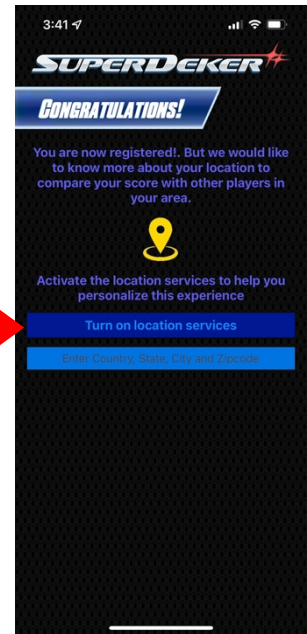 3:41
SUPERDEKER
CONGRATULATIONS!
You are now registered!. But we would like
to know more about your location to
compare your score with other players in
your area.
Activate the location services to help you
personalize this experience
Turn on location services
Enter Country, State, City and Zipcode